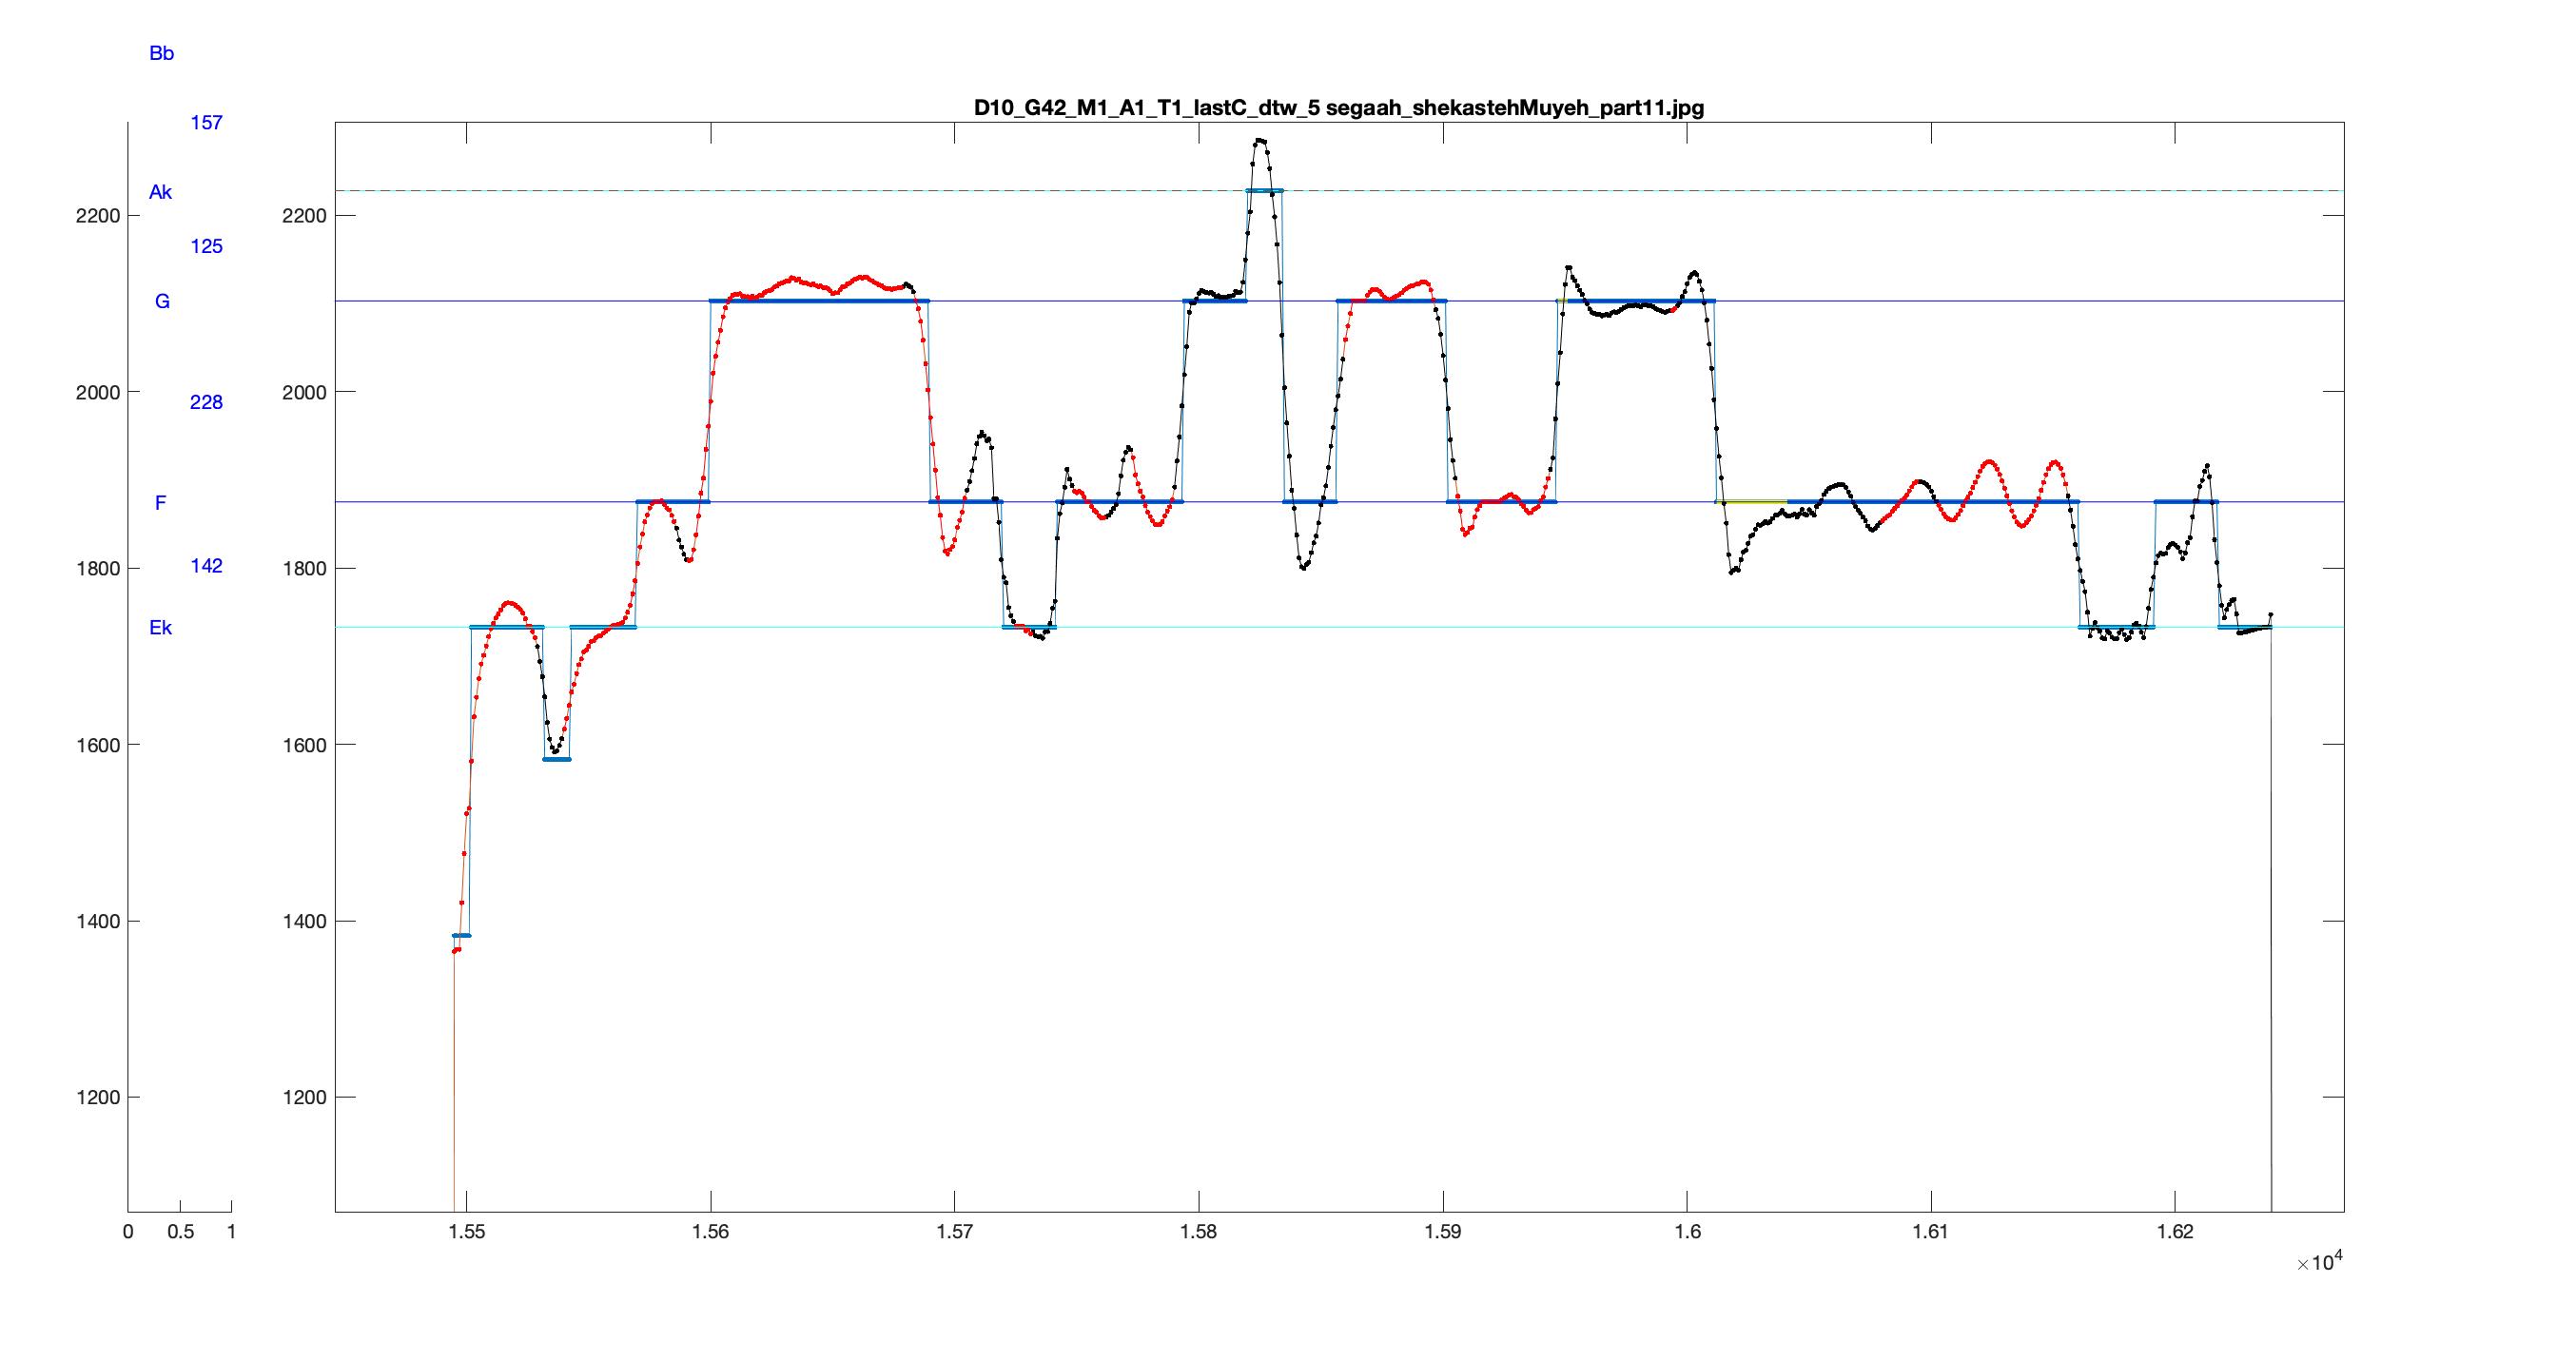 Bb
D10_G42_M1_A1_T1_lastC_dtw_5 segaah_shekastehMuyeh_part11.jpg
157
Ak
2200 2200
125
G
2000 228 2000
F
1800 142 1800
Ek
1600 1600
1400 1400
1200 1200
0 0.5 1 1.55 1.56 1.57 1.58 1.59 1.6 1.61 1.62
×10^4